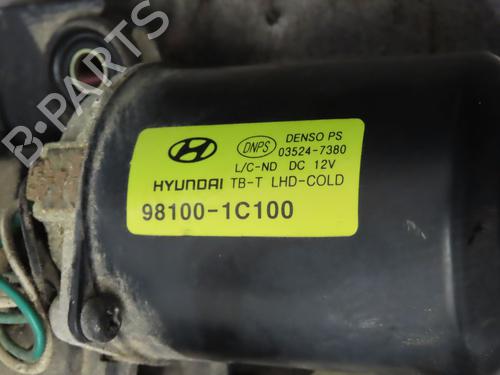 DNPS
DENSO PS
03524-7380
L/C-ND DC 12V
HYUNDAI TB-T LHD-COLD
98100-1C100
B-PARTS